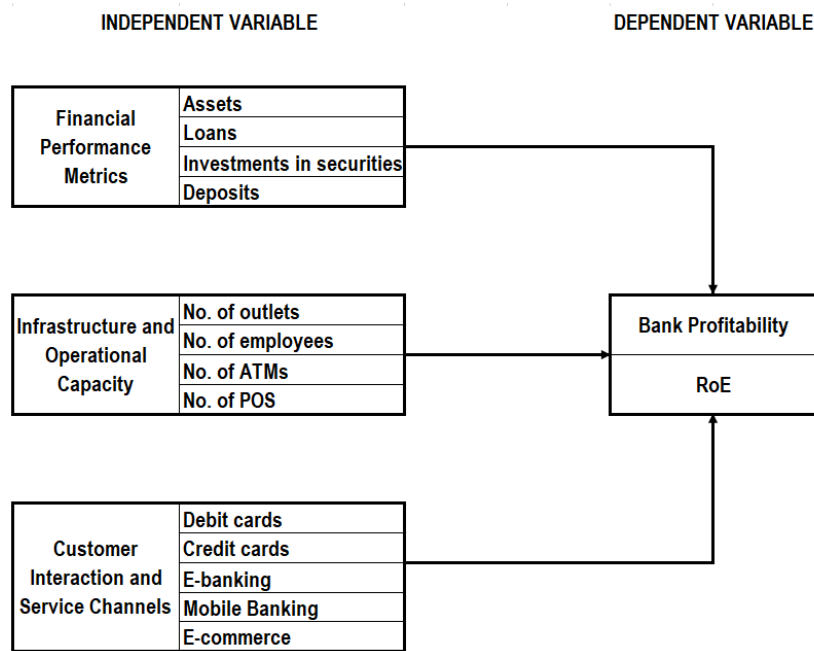 INDEPENDENT VARIABLE
DEPENDENT VARIABLE
Financial
Performance
Metrics
Assets
Loans
Investments in securities
Deposits
Infrastructure and
Operational
Capacity
No. of outlets
No. of employees
No. of ATMs
No. of POS
Bank Profitability
RoE
Customer
Interaction and
Service Channels
Debit cards
Credit cards
E-banking
Mobile Banking
E-commerce